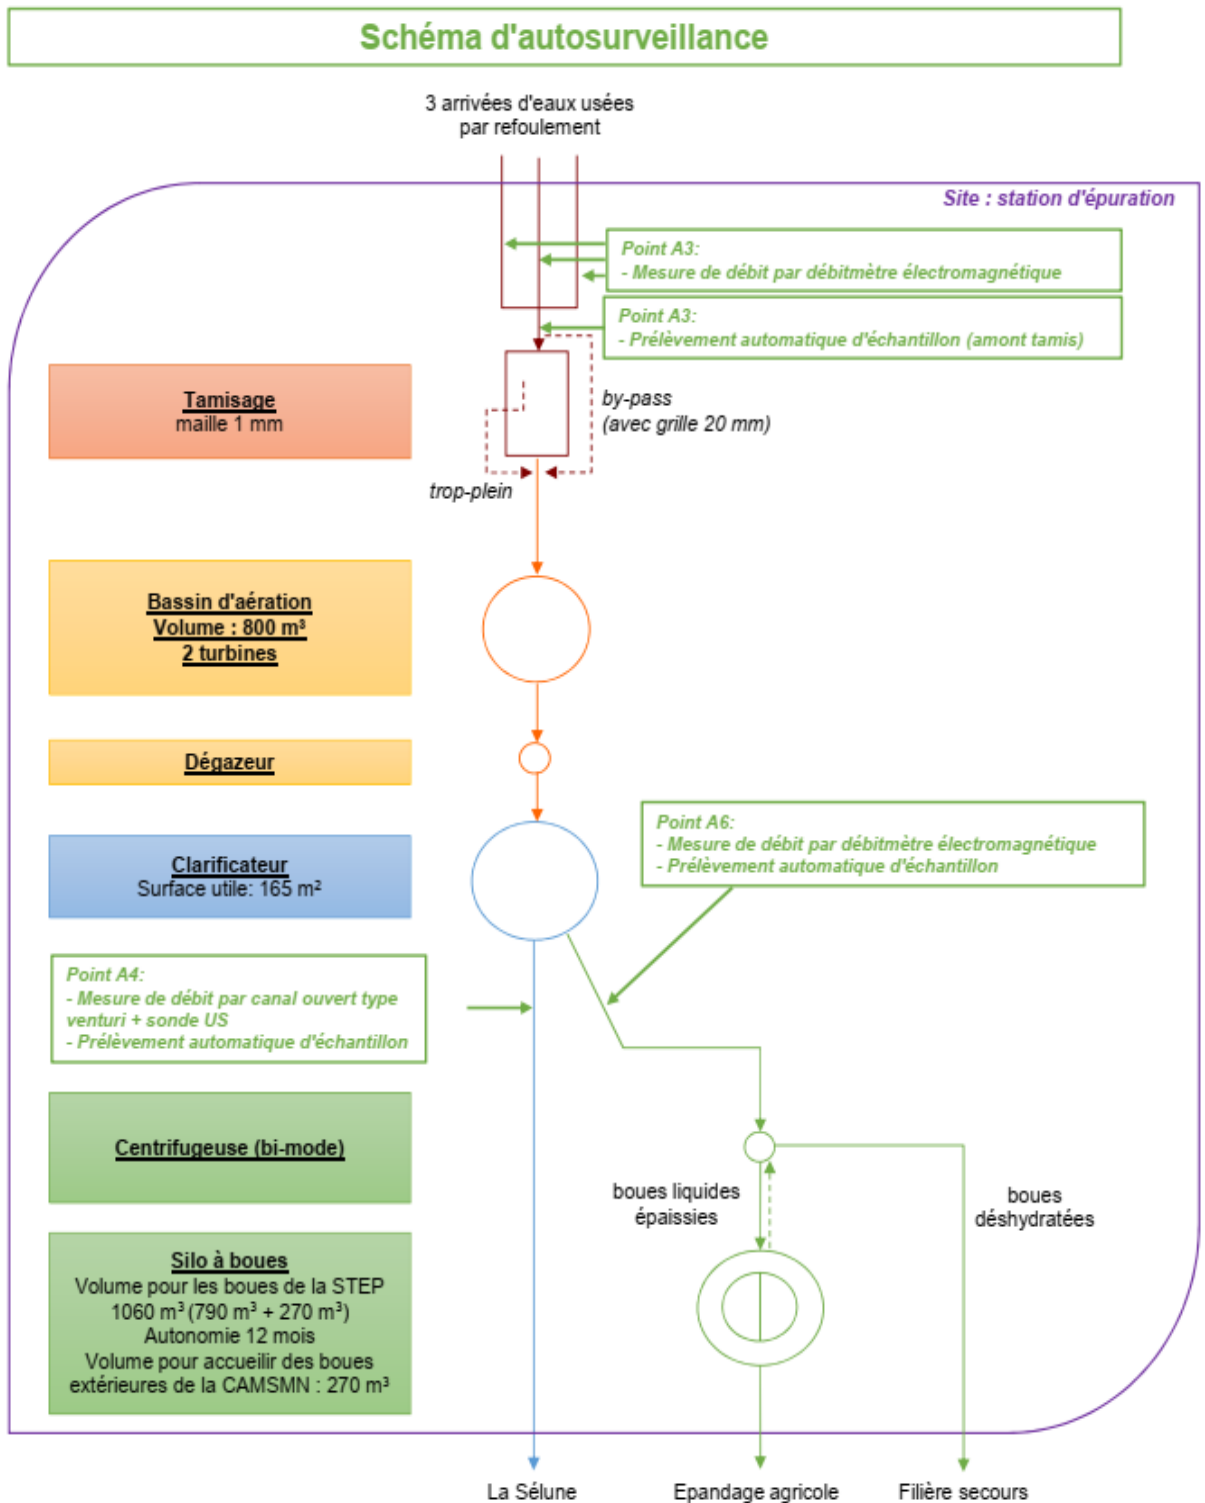 Schéma d'autosurveillance
3 arrivées d'eaux usées
par refoulement
Site : station d'épuration
Point A3:
- Mesure de débit par débitmètre électromagnétique
Point A3:
- Prélèvement automatique d'échantillon (amont tamis)
Tamisage
maille 1 mm
by-pass
(avec grille 20 mm)
trop-plein
Bassin d'aération
Volume : 800 m³
2 turbines
Dégazeur
Point A6:
- Mesure de débit par débitmètre électromagnétique
- Prélèvement automatique d'échantillon
Clarificateur
Surface utile: 165 m²
Point A4:
- Mesure de débit par canal ouvert type
venturi + sonde US
- Prélèvement automatique d'échantillon
Centrifugeuse (bi-mode)
boues liquides
épaissies
boues
déshydratées
Silo à boues
Volume pour les boues de la STEP
1060 m³ (790 m³ + 270 m³)
Autonomie 12 mois
Volume pour accueilir des boues
extérieures de la CAMSMN : 270 m³
La Sélune
Epandage agricole
Filière secours